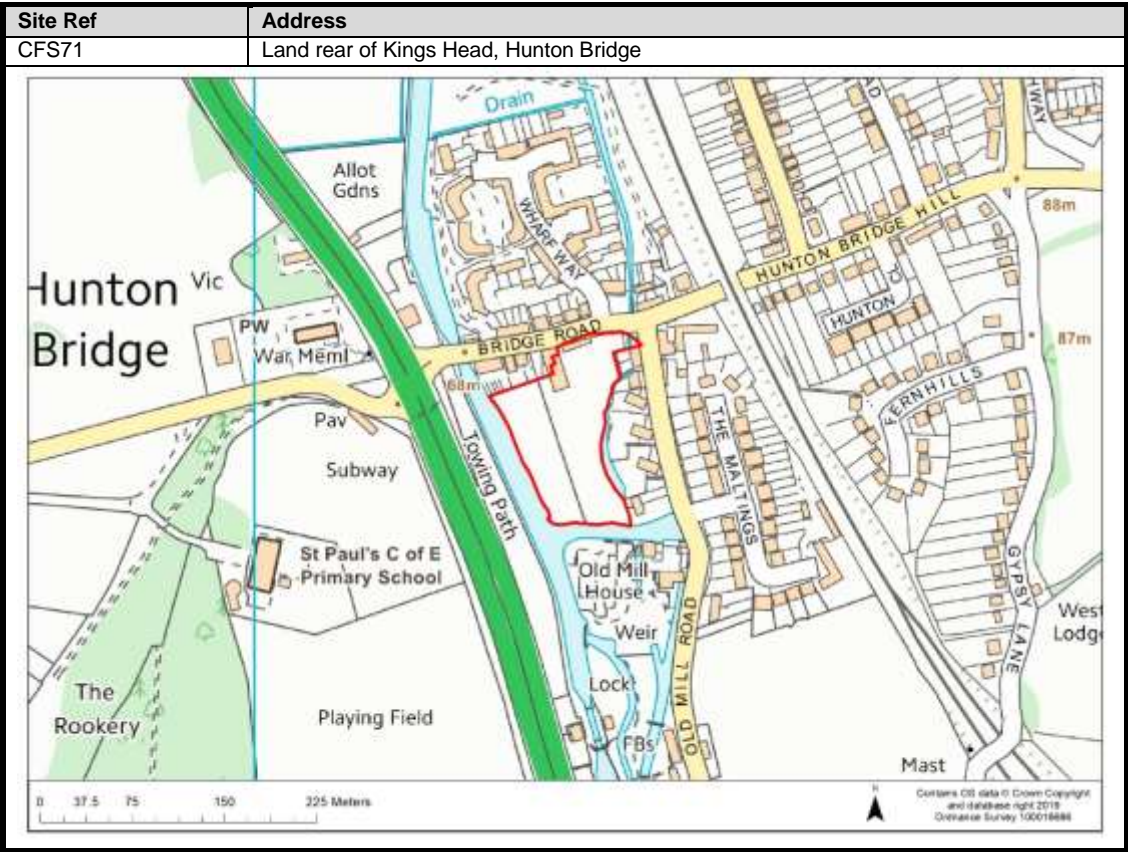 Site Ref
Address
CFS71
Land rear of Kings Head, Hunton Bridge
Drain
Allot
Gdns
WHARF WAY
HUNTON BRIDGE HILL
88m
Hunton
Bridge
Vic
PW
War Meml
BRIDGE ROAD
68m
HUNTON
CL
87m
FERNHILLS
Pav
Subway
Towing Path
THE MALTINGS
St Paul's C of E
Primary School
Old Mill
House
Weir
GYPSY LANE
West
Lodg
The
Rookery
Playing Field
Lock
FBs
OLD MILL ROAD
Mast
0 37.5 75 150 225 Meters
N
Contains OS data © Crown Copyright
and database right 2019
Ordnance Survey 100018686